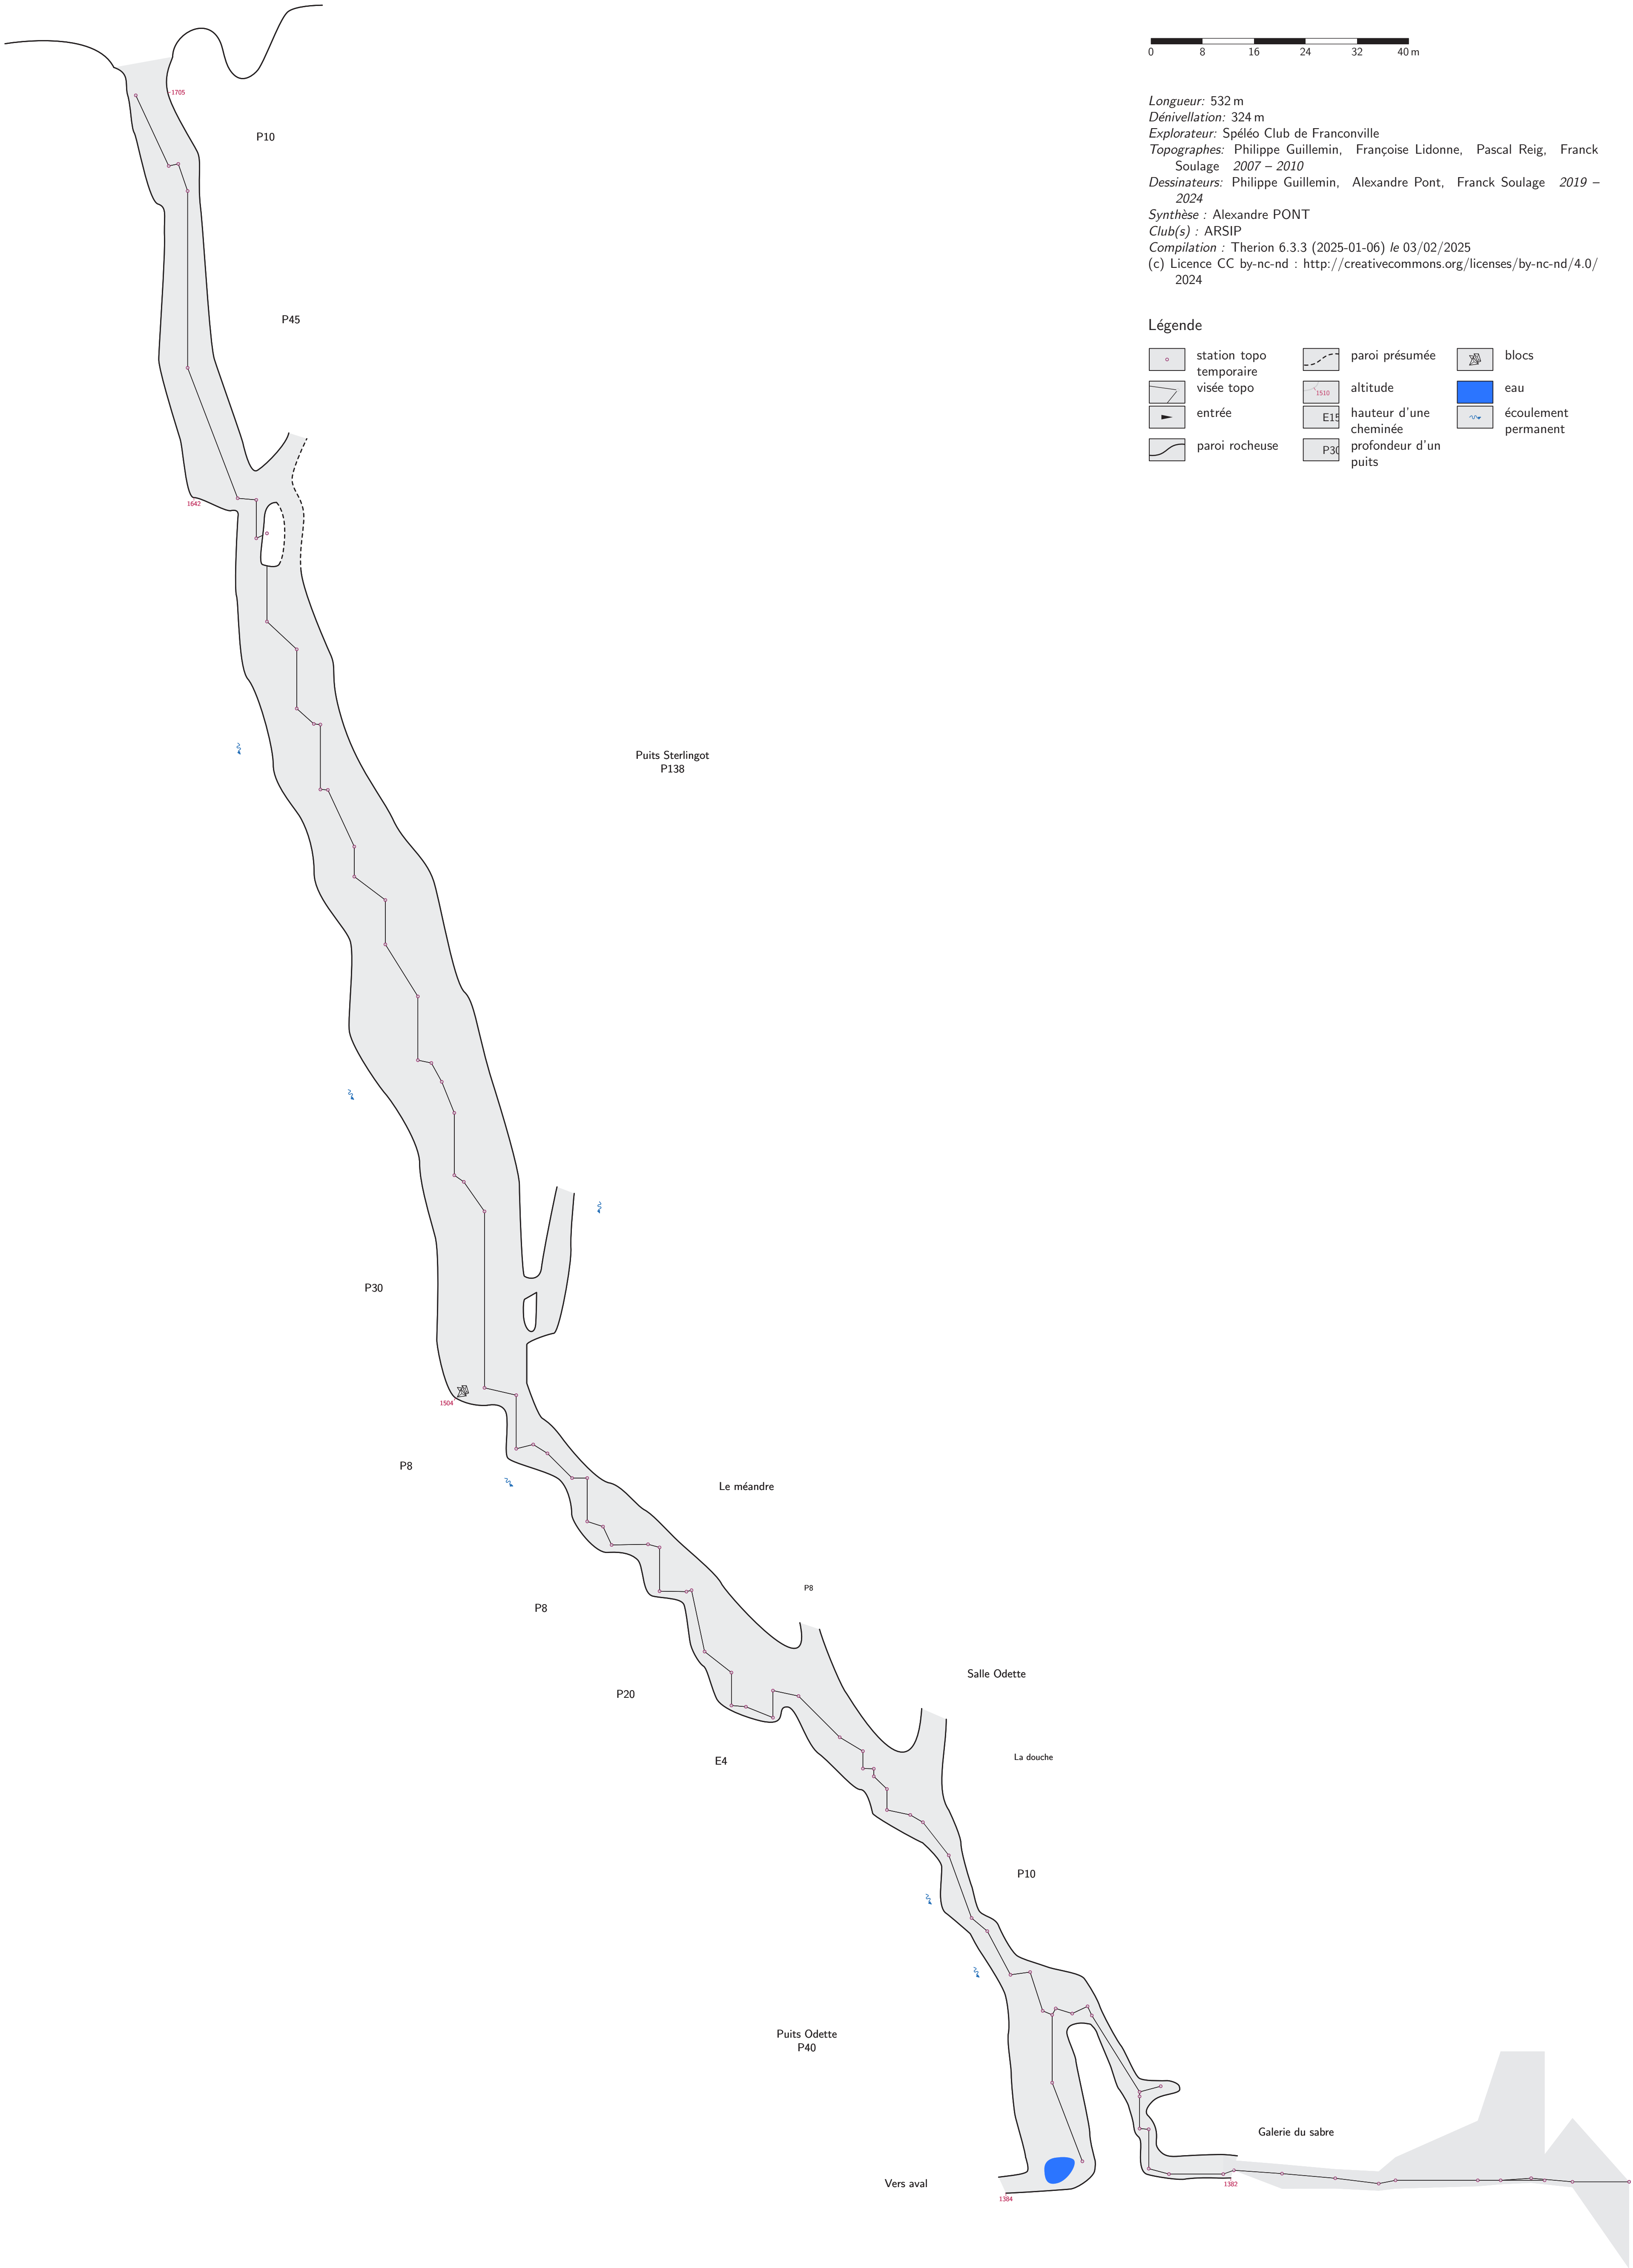 0 8 16 24 32 40 m
Longueur: 532 m
Dénivellation: 324 m
Explorateur: Spéléo Club de Franconville
Topographes: Philippe Guillemin, Françoise Lidonne, Pascal Reig, Franck
Soulage 2007 – 2010
Dessinateurs: Philippe Guillemin, Alexandre Pont, Franck Soulage 2019 –
2024
Synthèse : Alexandre PONT
Club(s) : ARSIP
Compilation : Therion 6.3.3 (2025-01-06) le 03/02/2025
(c) Licence CC by-nc-nd : http://creativecommons.org/licenses/by-nc-nd/4.0/
2024
Légende
station topo
temporaire
paroi présumée
blocs
visée topo
1510
altitude
eau
entrée
E15
hauteur d'une
cheminée
écoulement
permanent
paroi rocheuse
P30
profondeur d'un
puits
1705
P10
P45
1642
Puits Sterlingot
P138
P30
1504
P8
Le méandre
P8
P8
Salle Odette
P20
La douche
E4
P10
Puits Odette
P40
Galerie du sabre
Vers aval
1382
1384